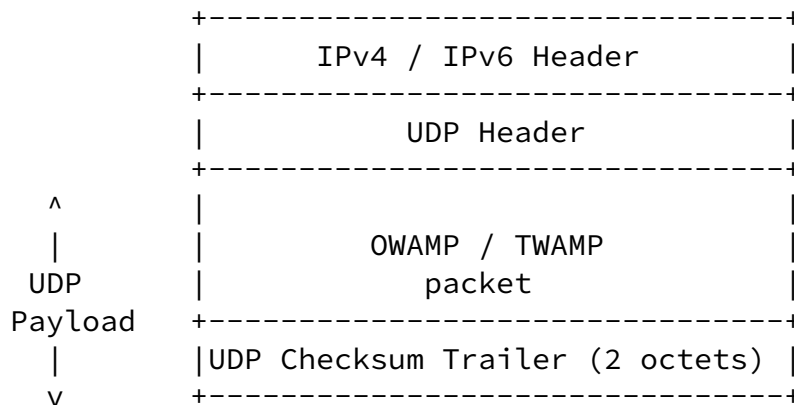 +--------------------------------+
|      IPv4 / IPv6 Header        |
+--------------------------------+
|           UDP Header           |
+--------------------------------+
^ |                                |
| |         OWAMP / TWAMP          |
UDP |            packet              |
Payload +--------------------------------+
| |UDP Checksum Trailer (2 octets) |
v +--------------------------------+